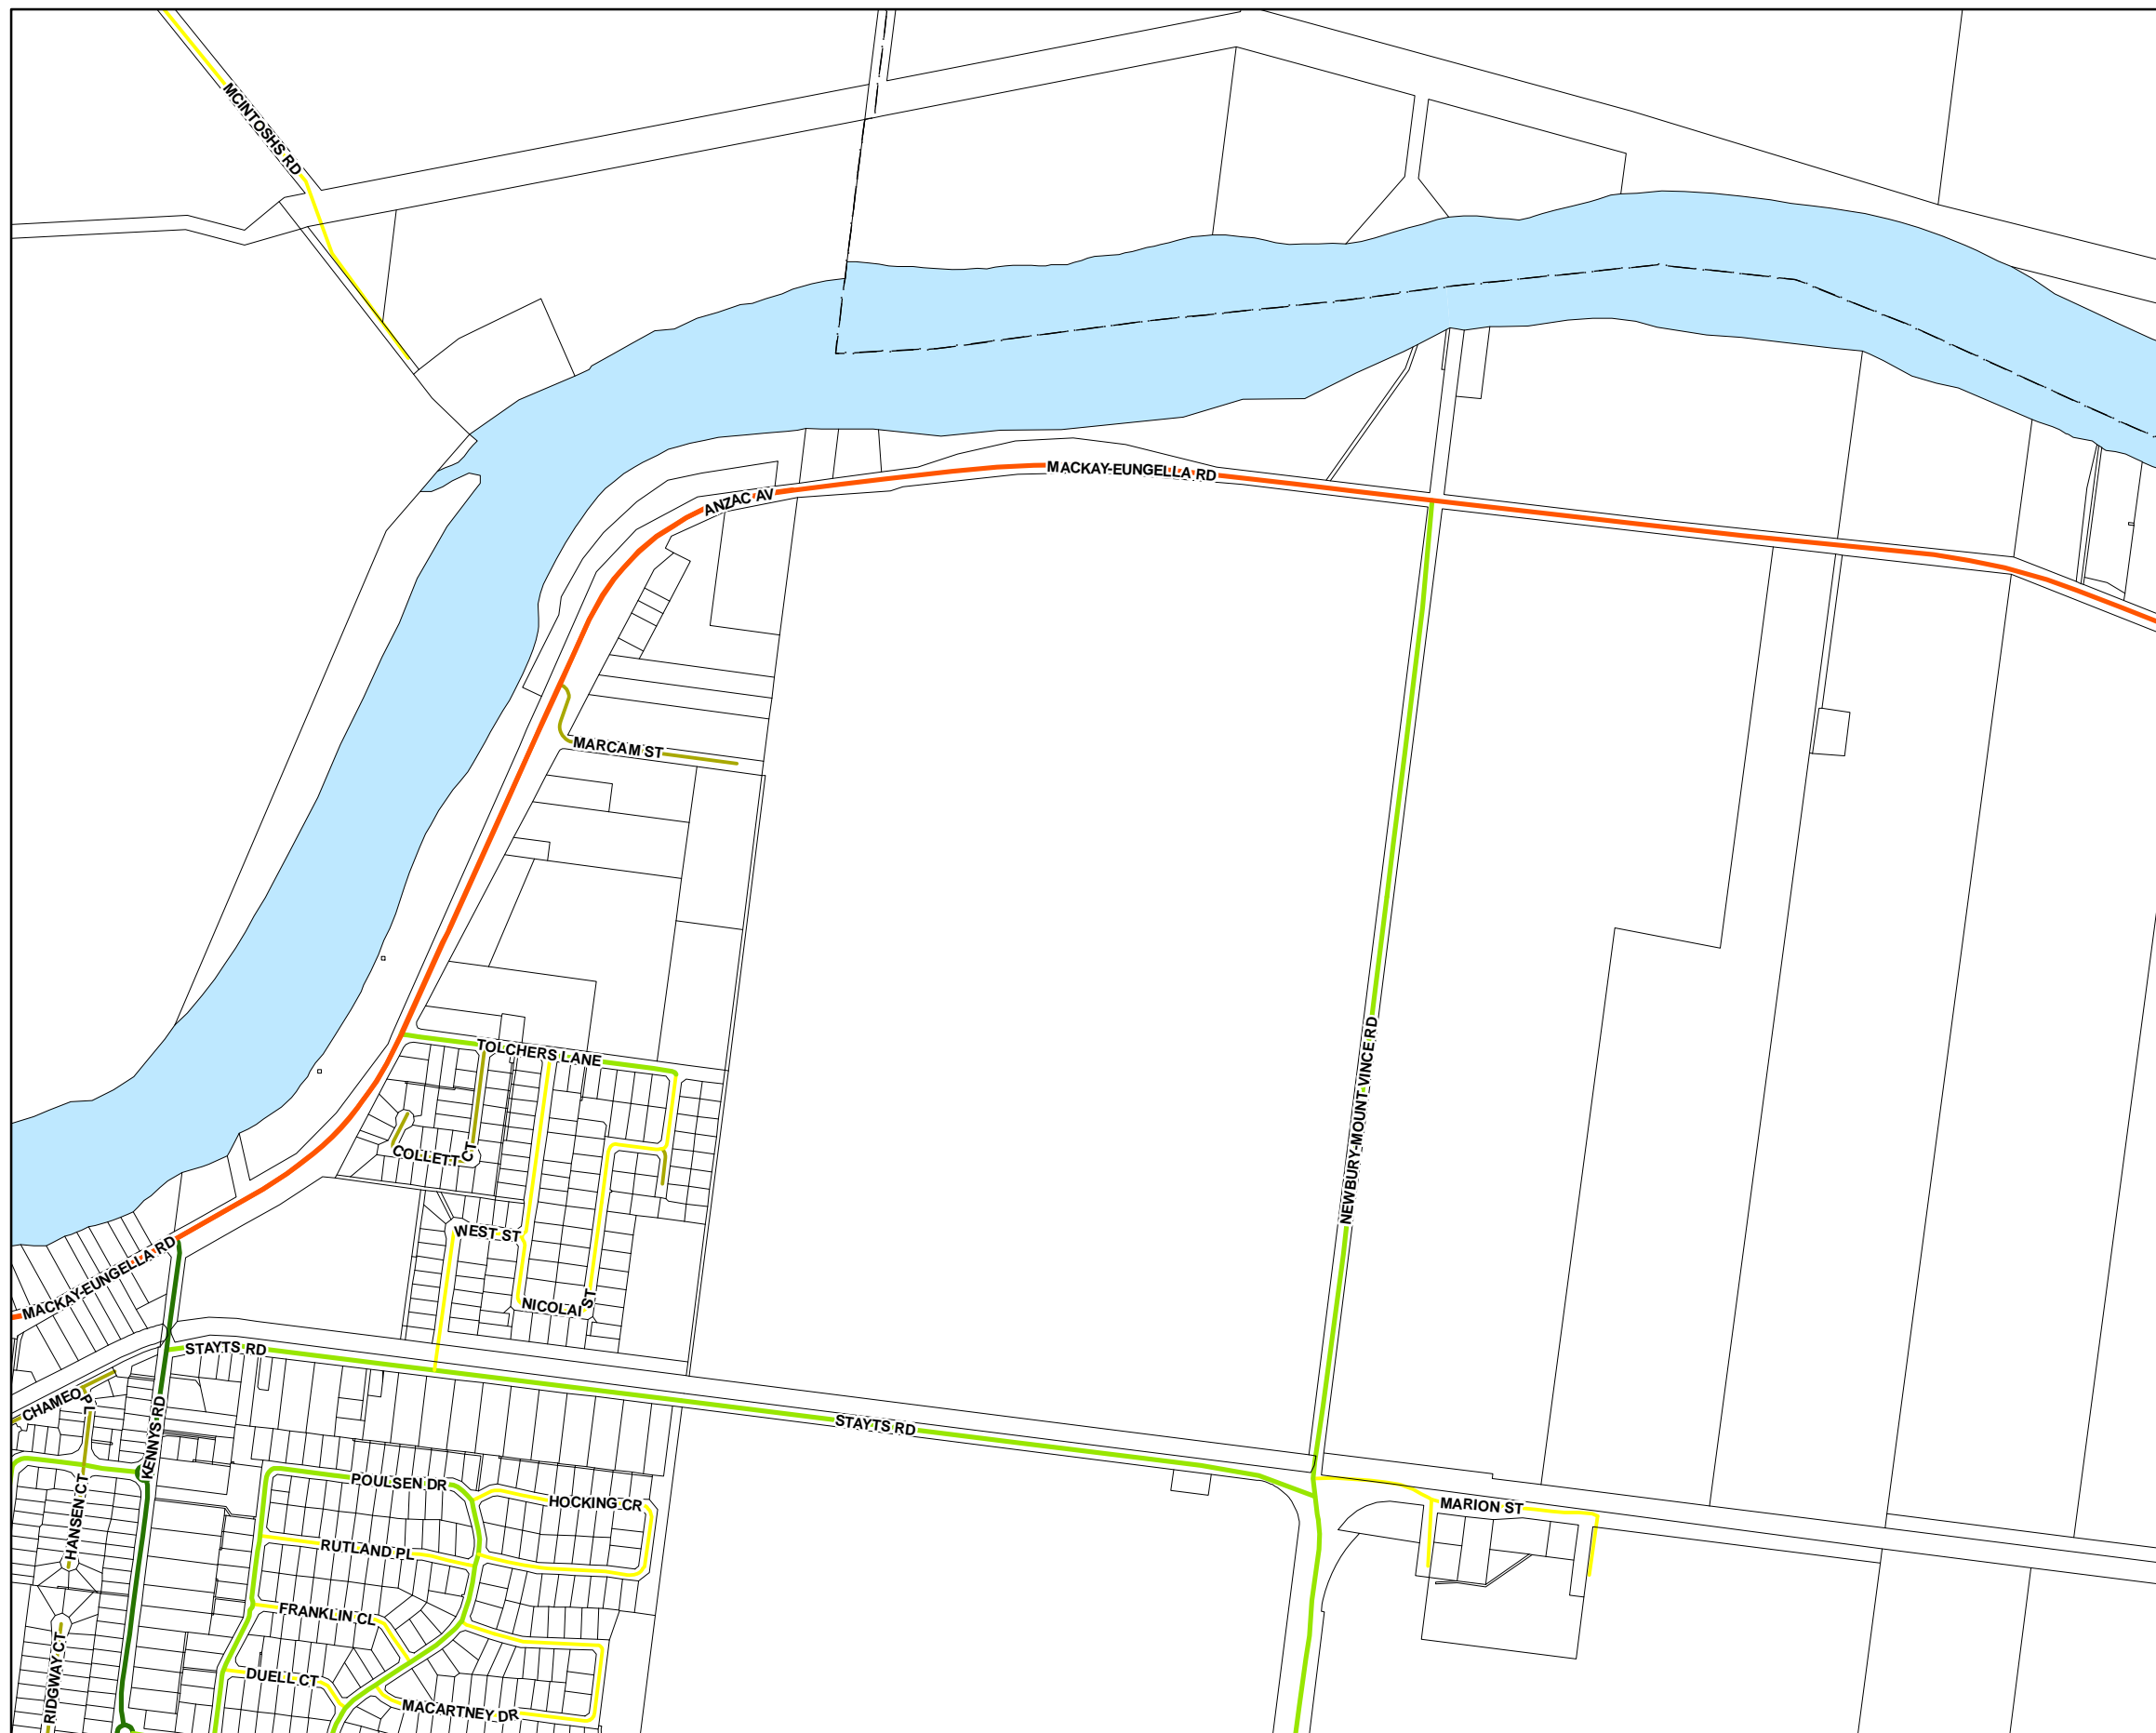 MCINTOSHS RD
MACKAY-EUNGELLA RD
ANZAC AV
MARCAM ST
TOLCHERS LANE
NEWBURY-MOUNT VINCE RD
COLLETT CT
WEST ST
MACKAY-EUNGELLA RD
NICOLAI ST
STAYTS RD
CHAMEO PL
KENNYS RD
STAYTS RD
POULSEN DR
HOCKING CR
MARION ST
HANSEN CT
RUTLAND PL
FRANKLIN CL
RIDGWAY CT
DUELL CT
MACARTNEY DR